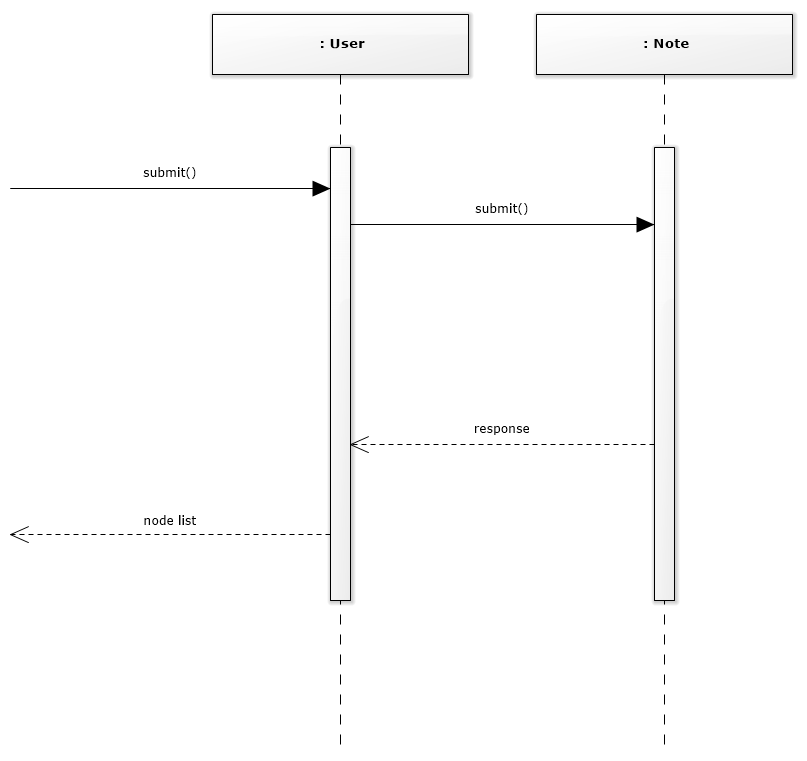 : User
: Note
submit()
submit()
response
node list